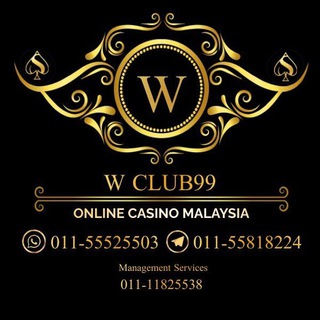 W
W CLUB99
ONLINE CASINO MALAYSIA
011-55525503 011-55818224
Management Services
011-11825538